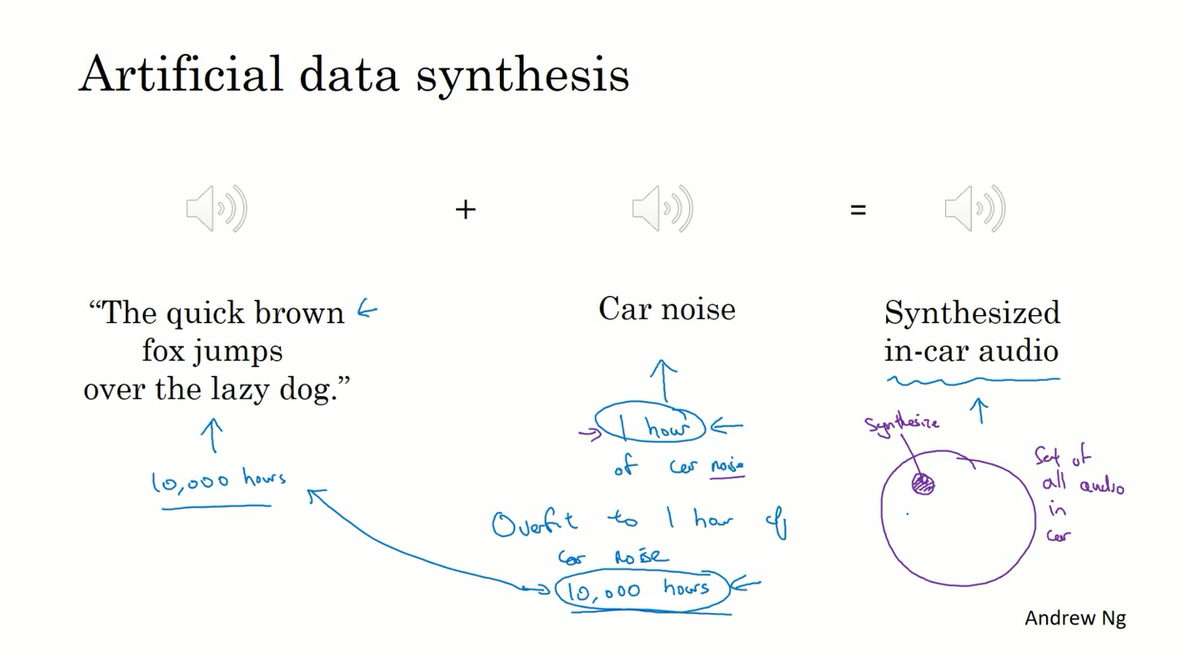 Artificial data synthesis
+
=
“The quick brown
fox jumps
over the lazy dog.”
10,000 hours
Car noise
1 hour
of car noise
Overfit to 1 hour of
car noise
10,000 hours
Synthesized
in-car audio
Synthesize
Set of
all audio
in
car
Andrew Ng